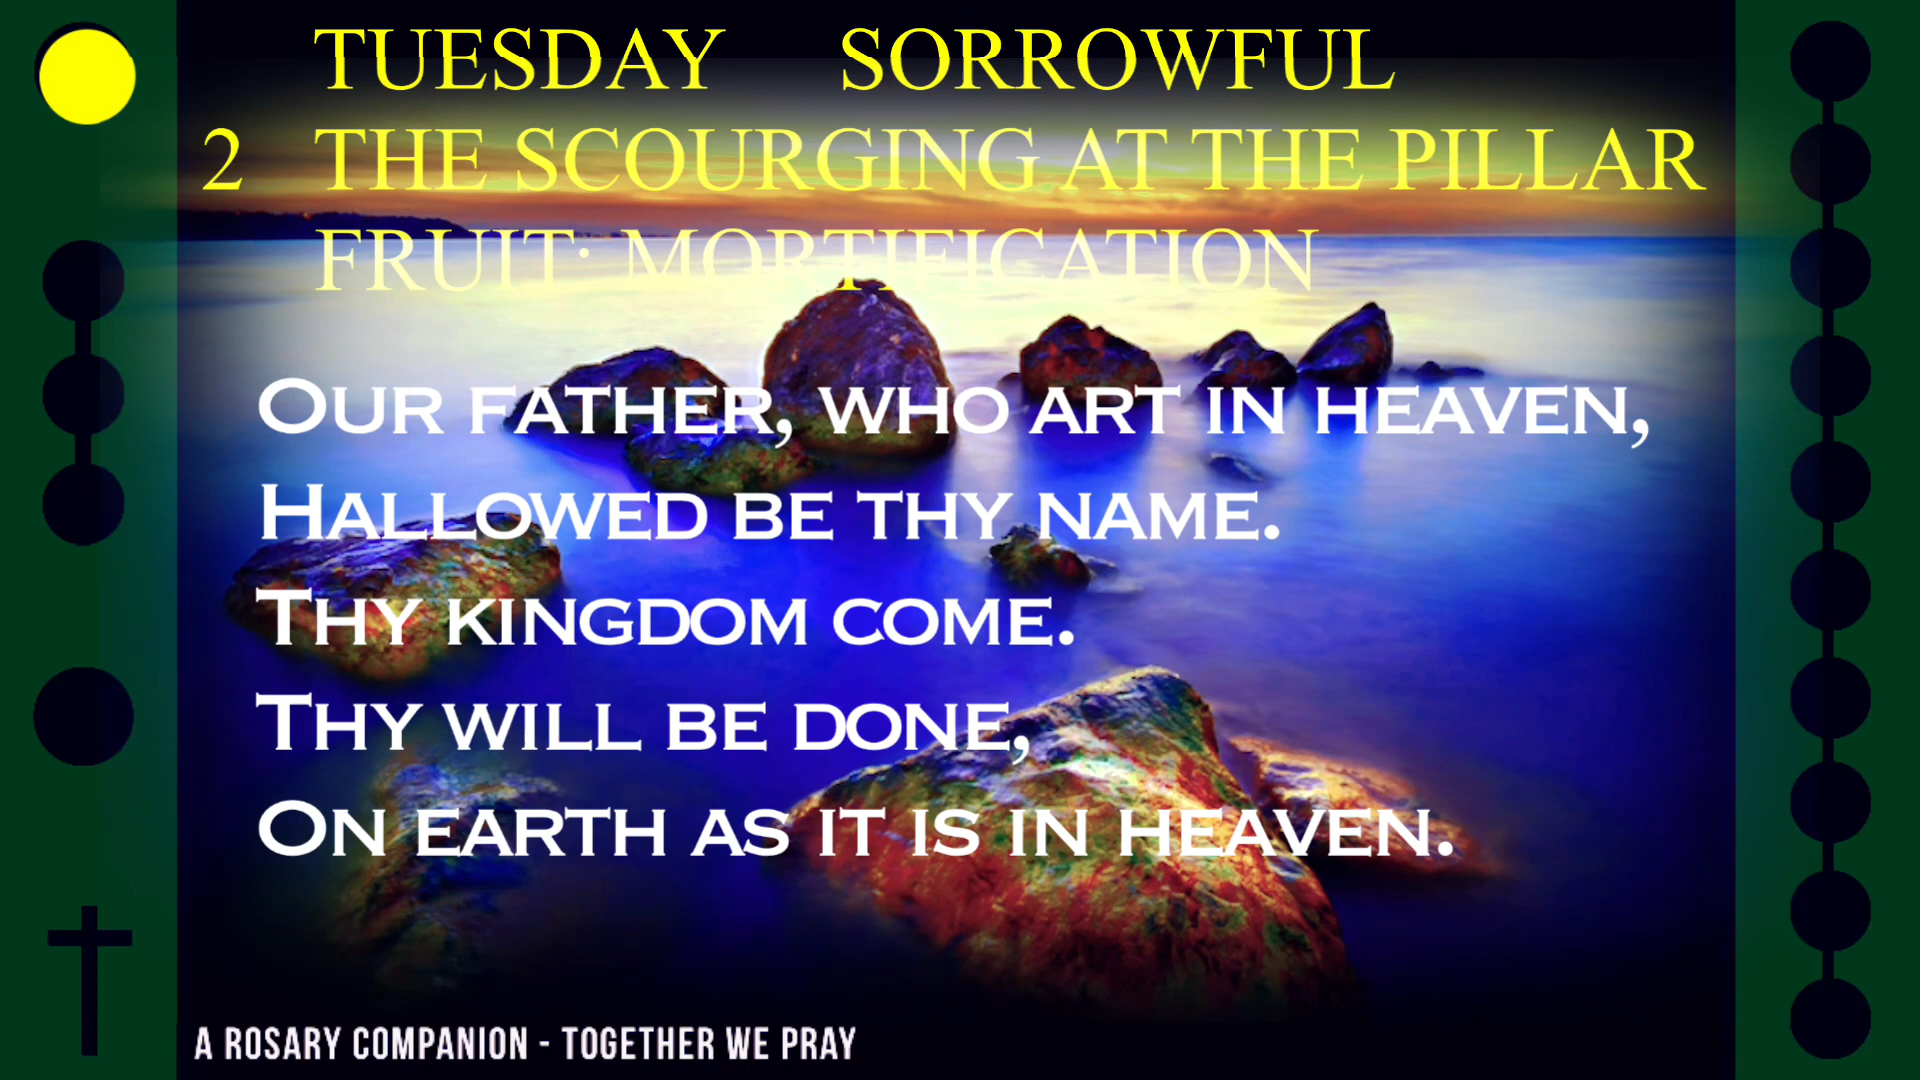 TUESDAY SORROWFUL
2 THE SCOURGING AT THE PILLAR
FRUIT: MORTIFICATION
OUR FATHER, WHO ART IN HEAVEN,
HALLOWED BE THY NAME.
THY KINGDOM COME.
THY WILL BE DONE,
ON EARTH AS IT IS IN HEAVEN.
A ROSARY COMPANION - TOGETHER WE PRAY